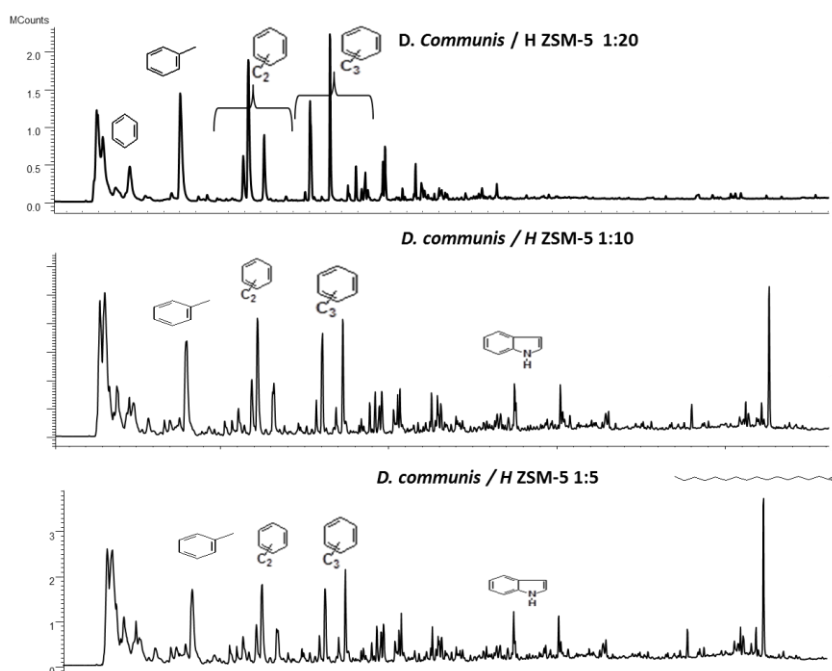 MCounts
D. Communis / H ZSM-5 1:20
2.0
1.5
1.0
0.5
0.0
C2
C3
D. communis / H ZSM-5 1:10
C2
C3
N
H
D. communis / H ZSM-5 1:5
3
2
1
0
C2
C3
N
H